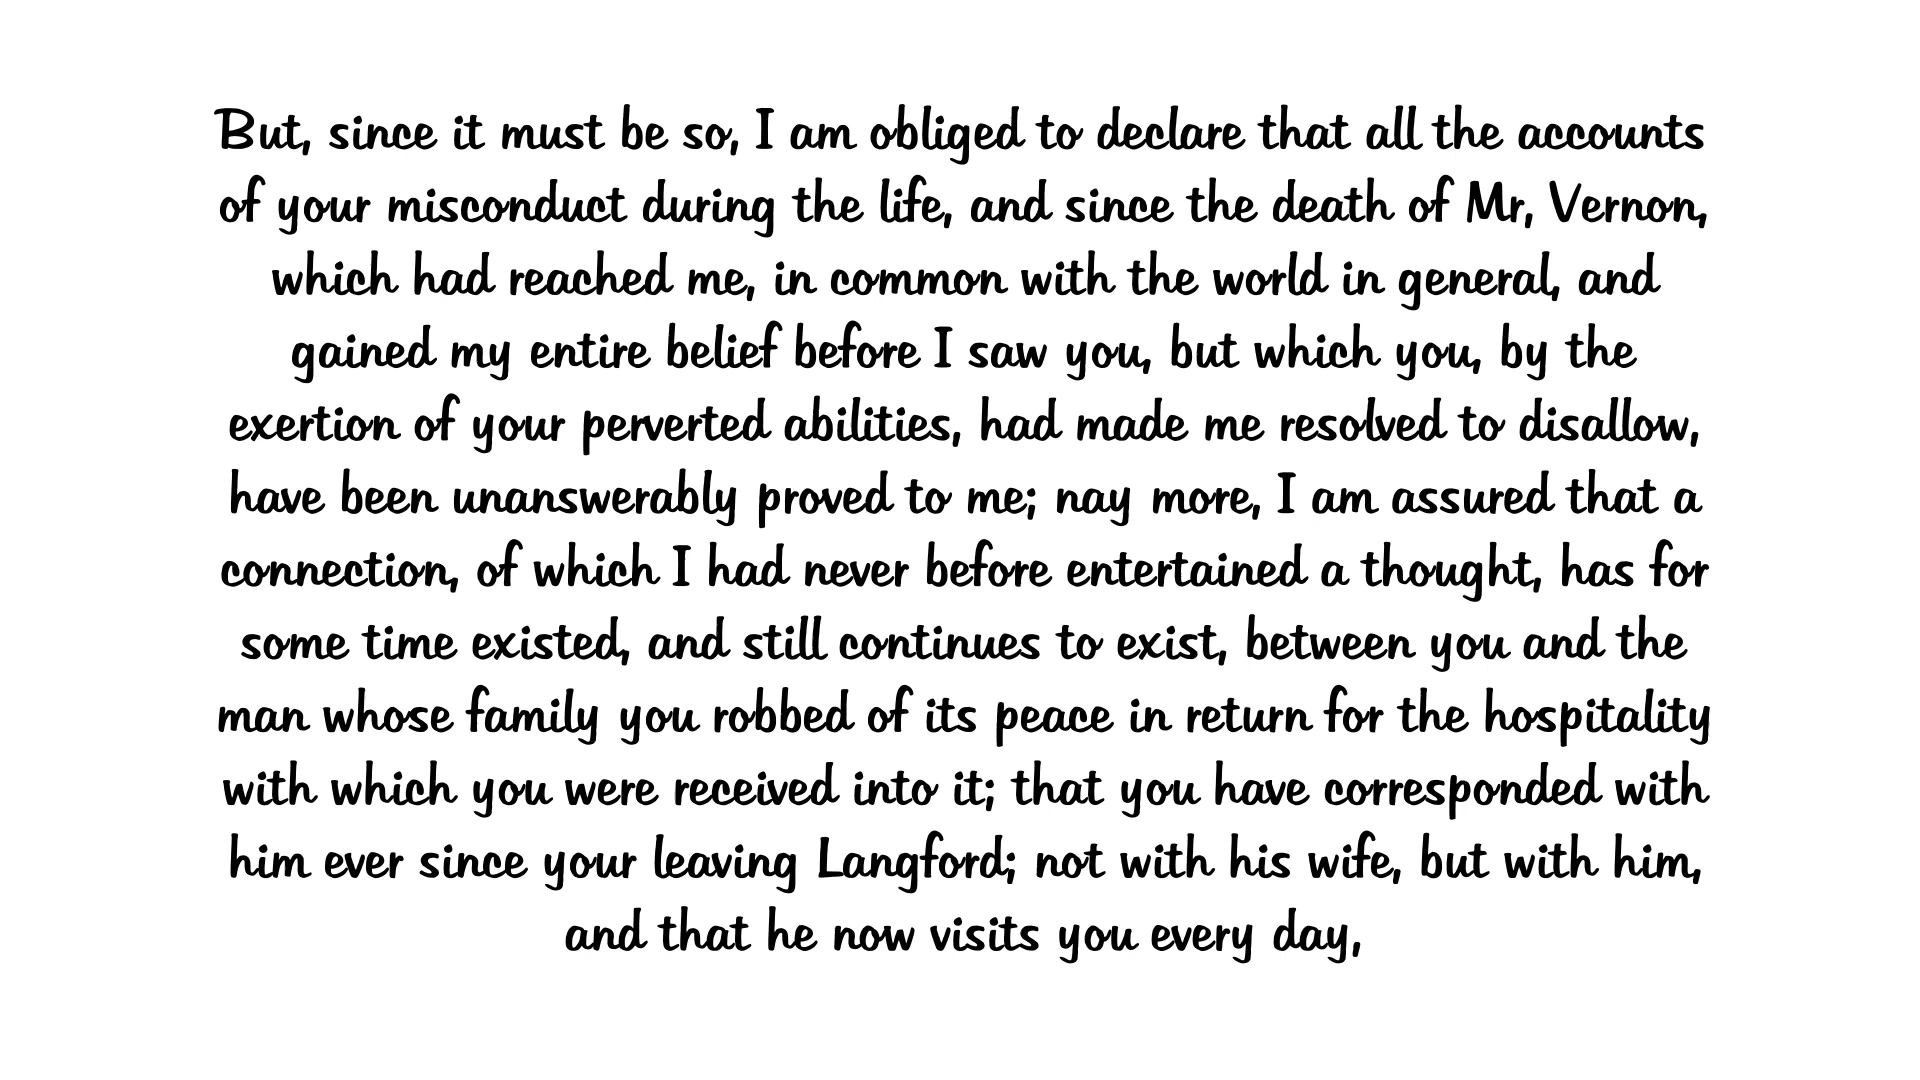 But, since it must be so, I am obliged to declare that all the accounts
of your misconduct during the life, and since the death of Mr, Vernon,
which had reached me, in common with the world in general, and
gained my entire belief before I saw you, but which you, by the
exertion of your perverted abilities, had made me resolved to disallow,
have been unanswerably proved to me; nay more, I am assured that a
connection, of which I had never before entertained a thought, has for
some time existed, and still continues to exist, between you and the
man whose family you robbed of its peace in return for the hospitality
with which you were received into it; that you have corresponded with
him ever since your leaving Langford; not with his wife, but with him,
and that he now visits you every day,